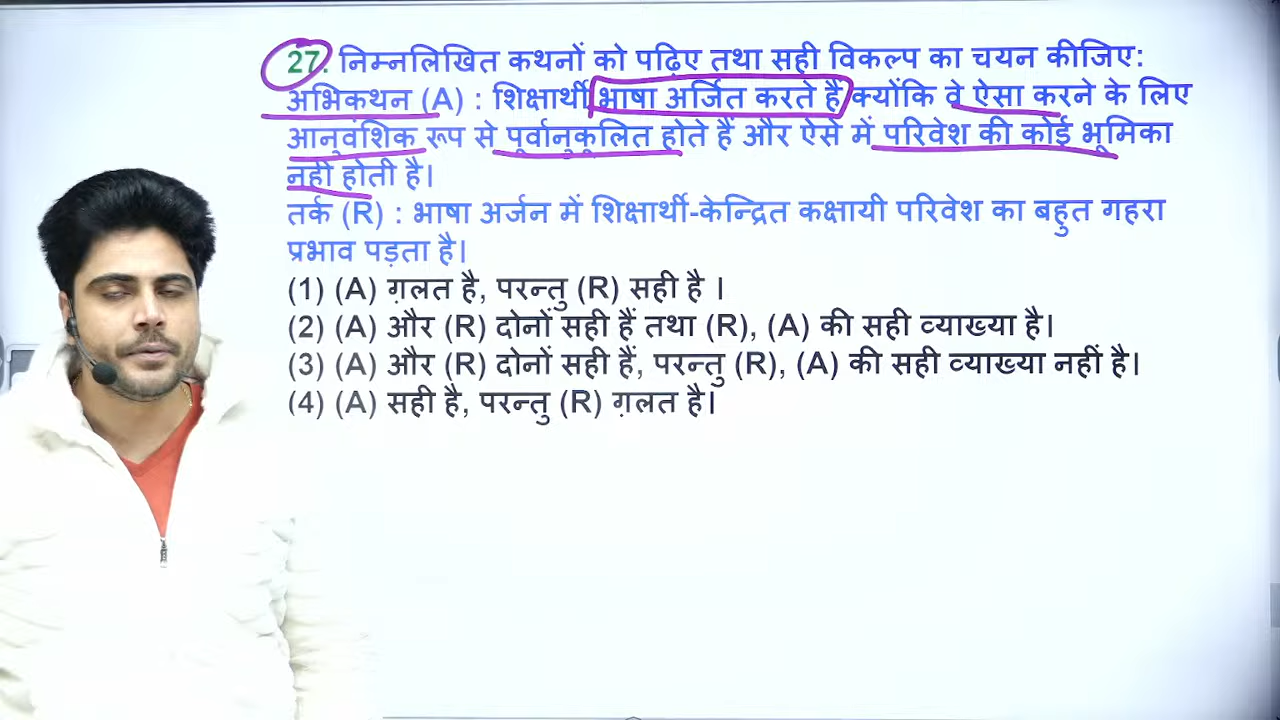 27. निम्नलिखित कथनों को पढ़िए तथा सही विकल्प का चयन कीजिए:
अभिकथन (A) : शिक्षार्थी भाषा अर्जित करते हैं क्योंकि वे ऐसा करने के लिए
आनुवंशिक रूप से पूर्वानुकूलित होते हैं और ऐसे में परिवेश की कोई भूमिका
नहीं होती है।
तर्क (R) : भाषा अर्जन में शिक्षार्थी-केन्द्रित कक्षायी परिवेश का बहुत गहरा
प्रभाव पड़ता है।
(1) (A) ग़लत है, परन्तु (R) सही है ।
(2) (A) और (R) दोनों सही हैं तथा (R), (A) की सही व्याख्या है।
(3) (A) और (R) दोनों सही हैं, परन्तु (R), (A) की सही व्याख्या नहीं है।
(4) (A) सही है, परन्तु (R) ग़लत है।